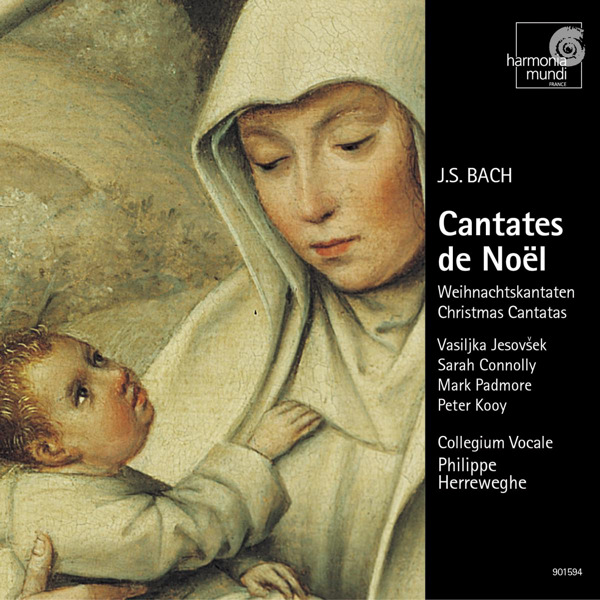 harmonia
mundi
FRANCE
J.S. BACH
Cantates
de Noël
Weihnachtskantaten
Christmas Cantatas
Vasiljka Jesovšek
Sarah Connolly
Mark Padmore
Peter Kooy
Collegium Vocale
Philippe
Herreweghe
901594